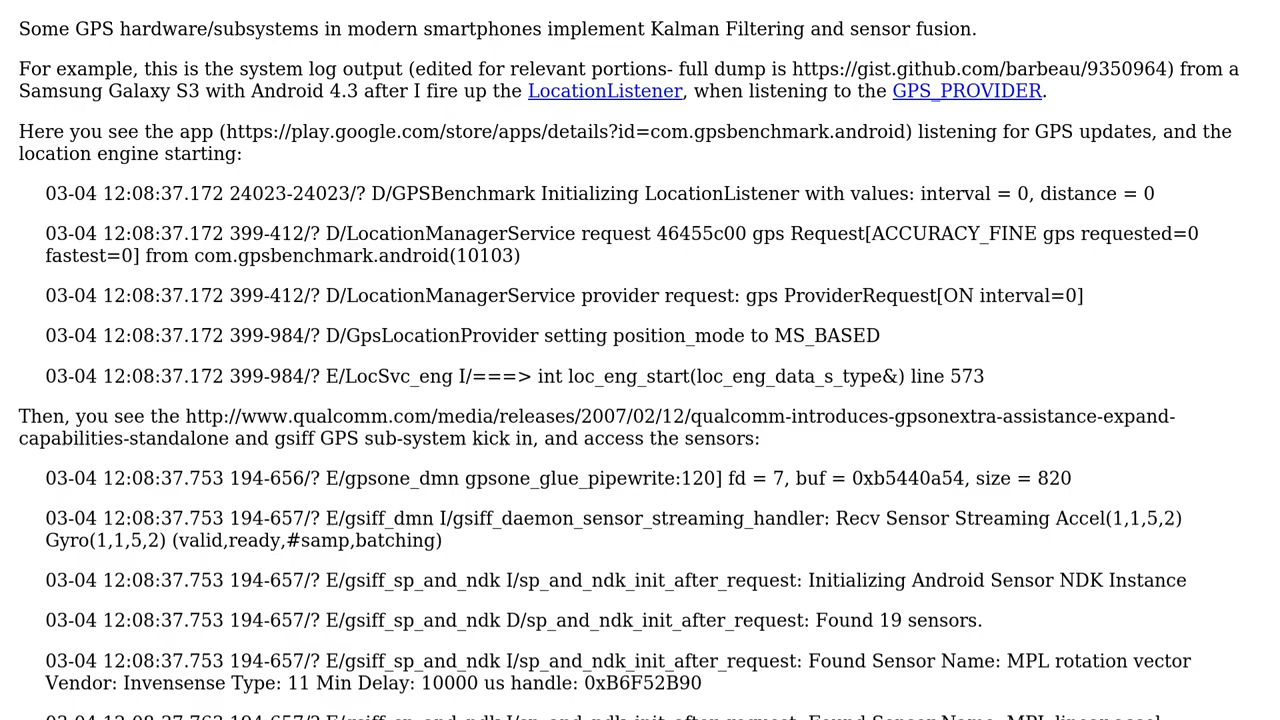 Some GPS hardware/subsystems in modern smartphones implement Kalman Filtering and sensor fusion.
For example, this is the system log output (edited for relevant portions- full dump is https://gist.github.com/barbeau/9350964) from a
Samsung Galaxy S3 with Android 4.3 after I fire up the LocationListener, when listening to the GPS_PROVIDER.
Here you see the app (https://play.google.com/store/apps/details?id=com.gpsbenchmark.android) listening for GPS updates, and the
location engine starting:
03-04 12:08:37.172 24023-24023/? D/GPSBenchmark Initializing LocationListener with values: interval = 0, distance = 0
03-04 12:08:37.172 399-412/? D/LocationManagerService request 46455c00 gps Request[ACCURACY_FINE gps requested=0
fastest=0] from com.gpsbenchmark.android(10103)
03-04 12:08:37.172 399-412/? D/LocationManagerService provider request: gps ProviderRequest[ON interval=0]
03-04 12:08:37.172 399-984/? D/GpsLocationProvider setting position_mode to MS_BASED
03-04 12:08:37.172 399-984/? E/LocSvc_eng I/===> int loc_eng_start(loc_eng_data_s_type&) line 573
Then, you see the http://www.qualcomm.com/media/releases/2007/02/12/qualcomm-introduces-gpsonextra-assistance-expand-
capabilities-standalone and gsiff GPS sub-system kick in, and access the sensors:
03-04 12:08:37.753 194-656/? E/gpsone_dmn gpsone_glue_pipewrite:120] fd = 7, buf = 0xb5440a54, size = 820
03-04 12:08:37.753 194-657/? E/gsiff_dmn I/gsiff_daemon_sensor_streaming_handler: Recv Sensor Streaming Accel(1,1,5,2)
Gyro(1,1,5,2) (valid,ready,#samp,batching)
03-04 12:08:37.753 194-657/? E/gsiff_sp_and_ndk I/sp_and_ndk_init_after_request: Initializing Android Sensor NDK Instance
03-04 12:08:37.753 194-657/? E/gsiff_sp_and_ndk D/sp_and_ndk_init_after_request: Found 19 sensors.
03-04 12:08:37.753 194-657/? E/gsiff_sp_and_ndk I/sp_and_ndk_init_after_request: Found Sensor Name: MPL rotation vector
Vendor: Invensense Type: 11 Min Delay: 10000 us handle: 0xB6F52B90